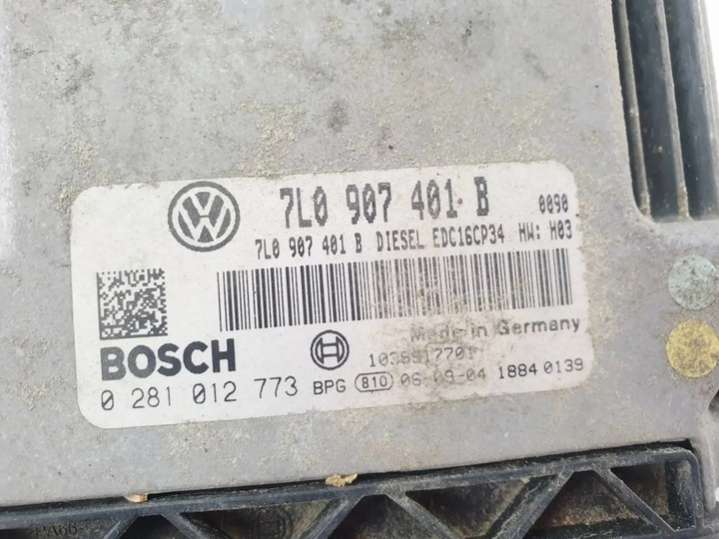 VW
7L0 907 401 B 0090
7L0 907 401 B DIESEL EDC16CP34 HW: H03
Made in Germany
BOSCH
0 281 012 773 BPG 810 06-09-04 1884 0139